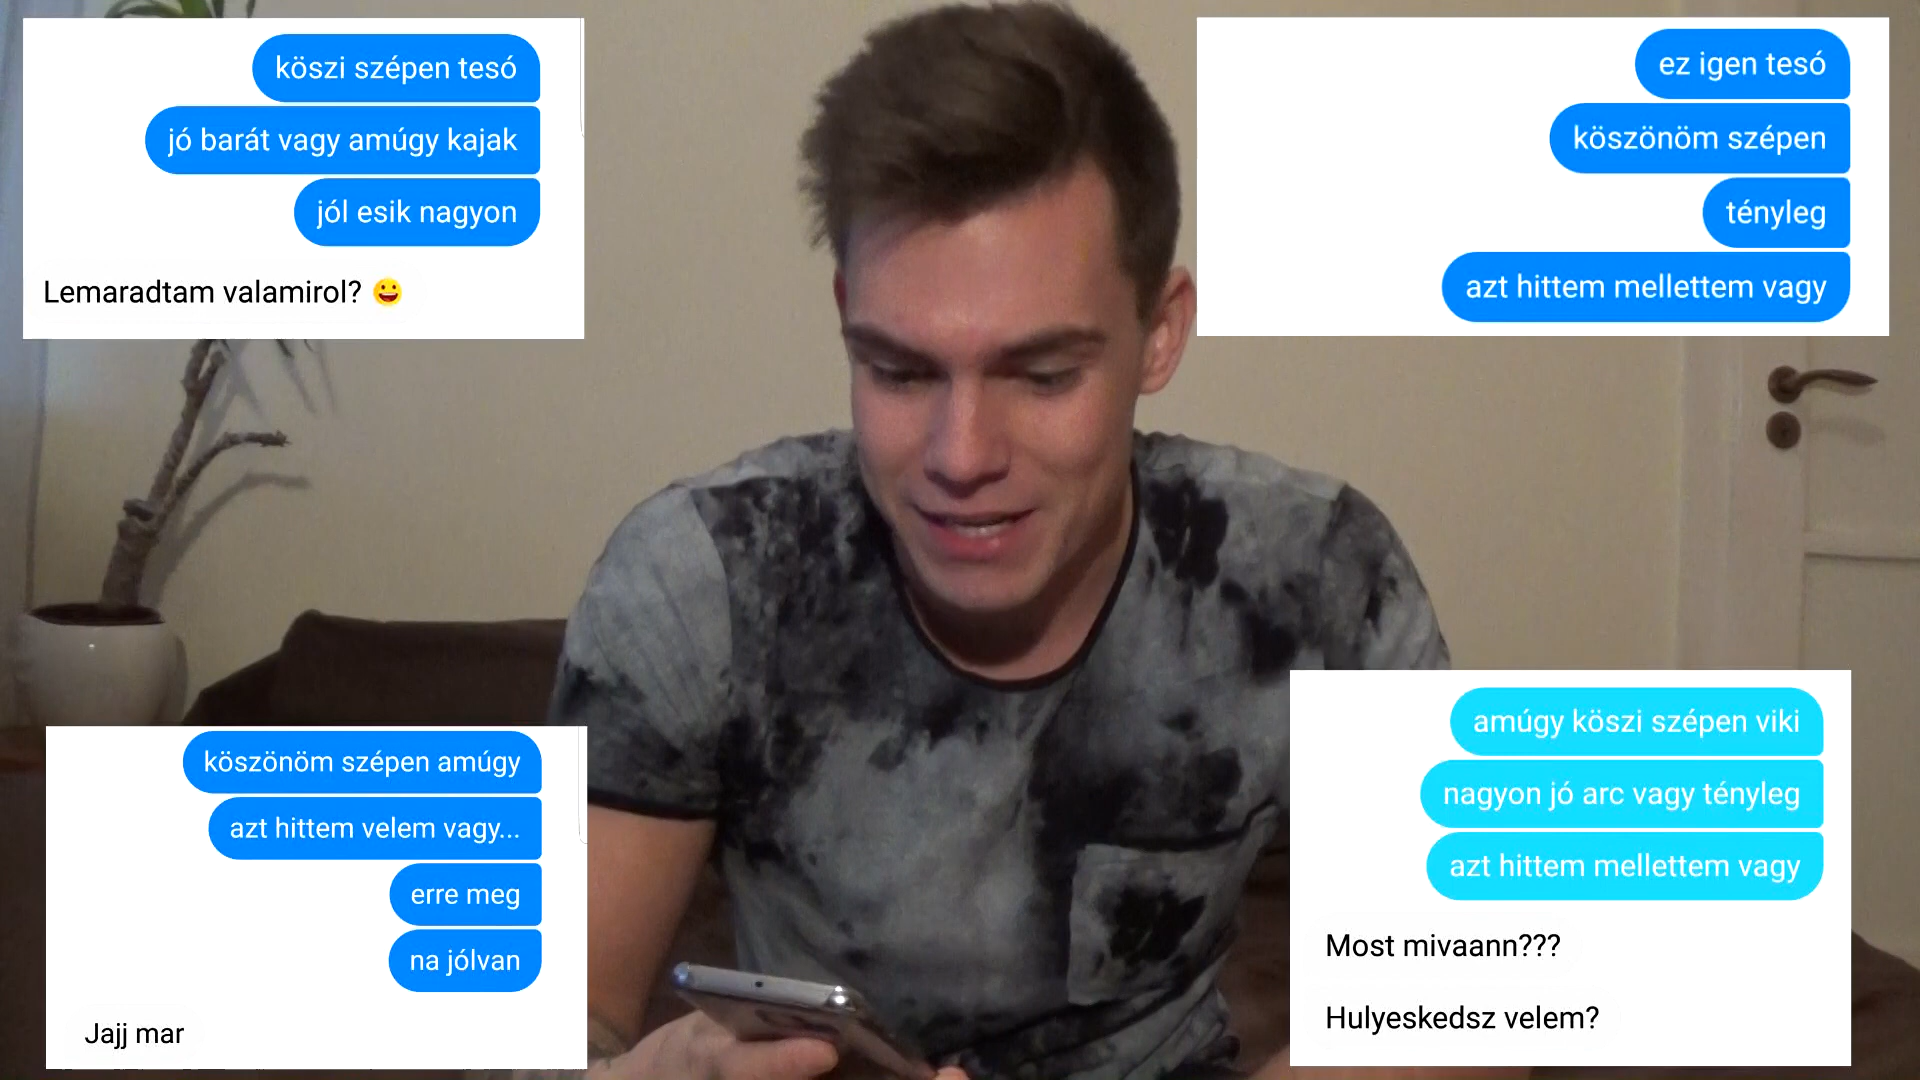 köszi szépen tesó
jó barát vagy amúgy kajak
jól esik nagyon
Lemaradtam valamirol? 😀
ez igen tesó
köszönöm szépen
tényleg
azt hittem mellettem vagy
köszönöm szépen amúgy
azt hittem velem vagy...
erre meg
na jólvan
Jajj mar
amúgy köszi szépen viki
nagyon jó arc vagy tényleg
azt hittem mellettem vagy
Most mivaann???
Hulyeskedsz velem?